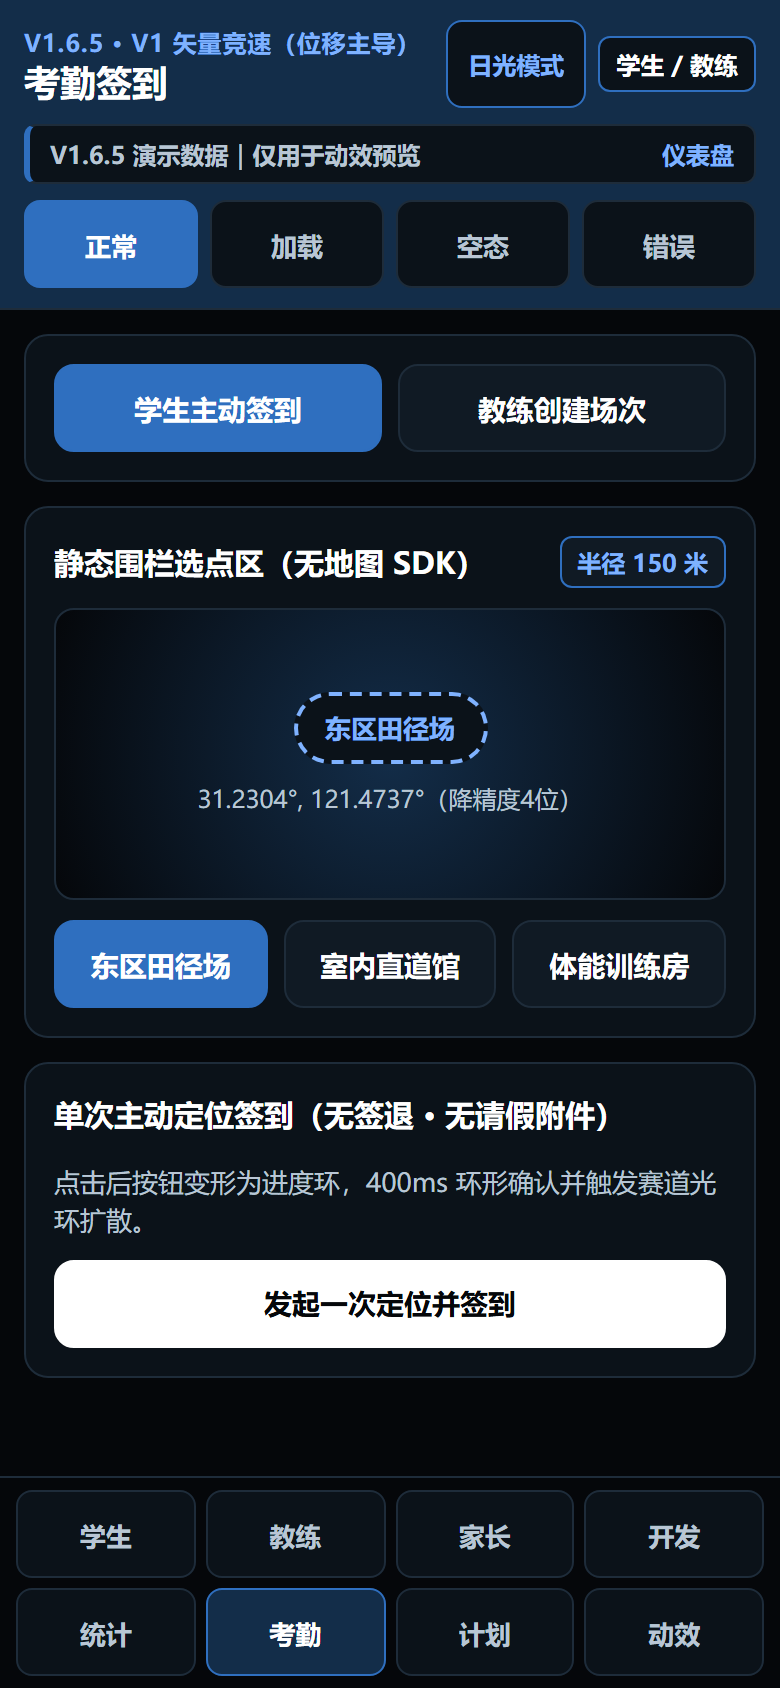 V1.6.5 • V1 矢量竞速（位移主导）
考勤签到
日光模式
学生 / 教练
V1.6.5 演示数据 | 仅用于动效预览
仪表盘
正常
加载
空态
错误
学生主动签到
教练创建场次
静态围栏选点区（无地图 SDK）
半径 150 米
东区田径场
31.2304°, 121.4737°（降精度4位）
东区田径场
室内直道馆
体能训练房
单次主动定位签到（无签退 • 无请假附件）
点击后按钮变形为进度环，400ms 环形确认并触发赛道光
环扩散。
发起一次定位并签到
学生
教练
家长
开发
统计
考勤
计划
动效